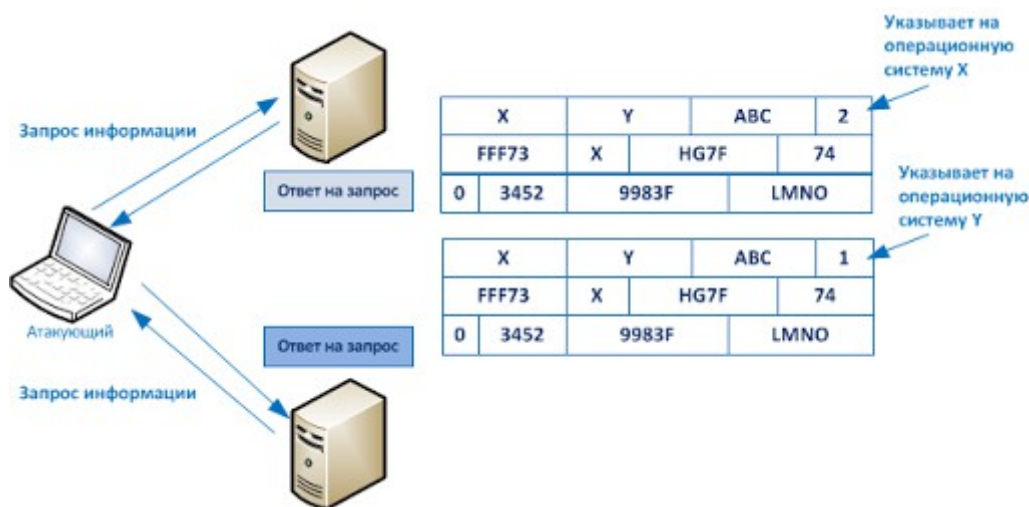 Указывает на
операционную
систему X
Запрос информации
X Y ABC 2
FFF73 X HG7F 74
0 3452 9983F LMNO
Ответ на запрос
Указывает на
операционную
систему Y
X Y ABC 1
FFF73 X HG7F 74
0 3452 9983F LMNO
Атакующий
Ответ на запрос
Запрос информации